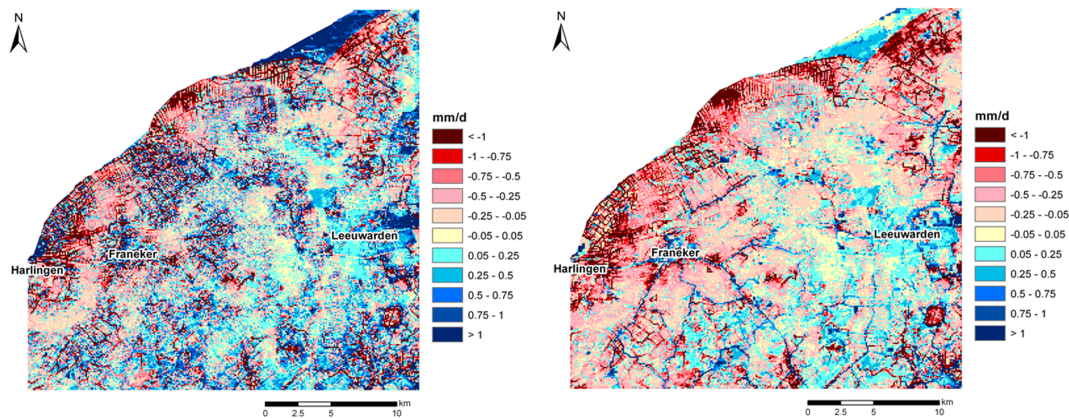 N
mm/d
< -1
-1 - -0.75
-0.75 - -0.5
-0.5 - -0.25
-0.25 - -0.05
-0.05 - 0.05
0.05 - 0.25
0.25 - 0.5
0.5 - 0.75
0.75 - 1
> 1
Leeuwarden
Franeker
Harlingen
km
0 2.5 5 10
N
mm/d
< -1
-1 - -0.75
-0.75 - -0.5
-0.5 - -0.25
-0.25 - -0.05
-0.05 - 0.05
0.05 - 0.25
0.25 - 0.5
0.5 - 0.75
0.75 - 1
> 1
Leeuwarden
Franeker
Harlingen
km
0 2.5 5 10